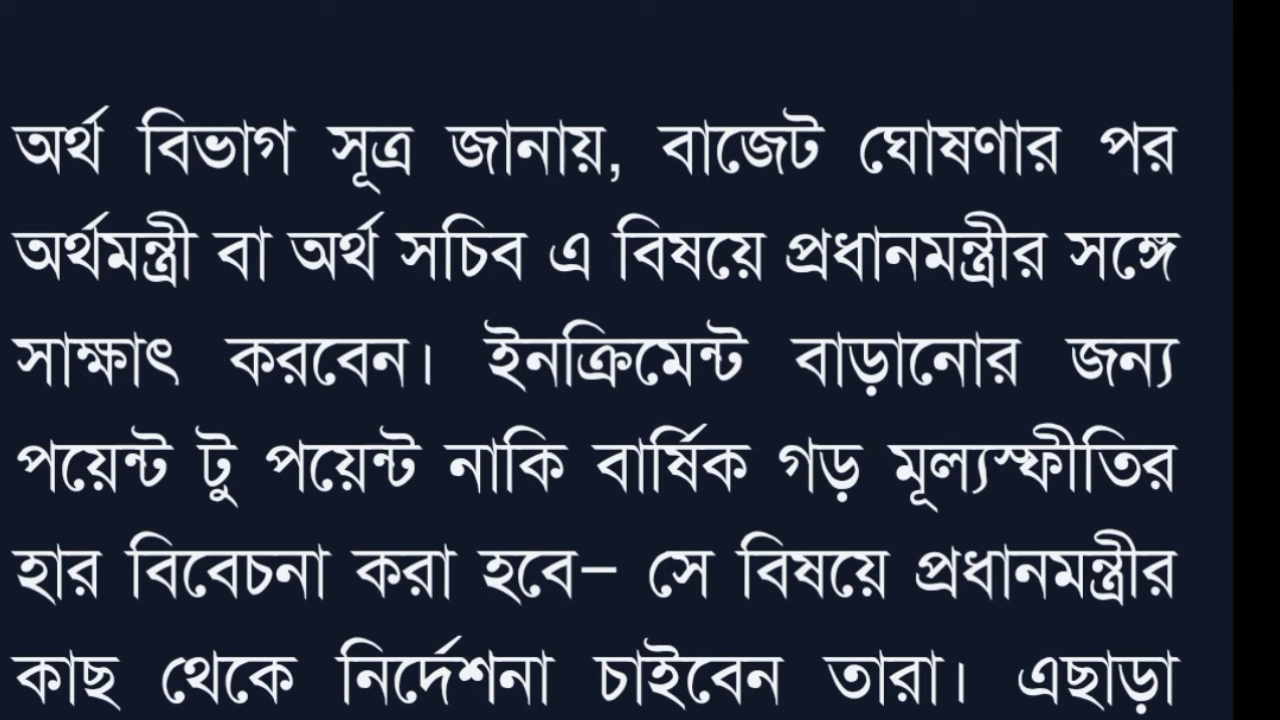 অর্থ বিভাগ সূত্র জানায়, বাজেট ঘোষণার পর
অর্থমন্ত্রী বা অর্থ সচিব এ বিষয়ে প্রধানমন্ত্রীর সঙ্গে
সাক্ষাৎ করবেন। ইনক্রিমেন্ট বাড়ানোর জন্য
পয়েন্ট টু পয়েন্ট নাকি বার্ষিক গড় মূল্যস্ফীতির
হার বিবেচনা করা হবে– সে বিষয়ে প্রধানমন্ত্রীর
কাছ থেকে নির্দেশনা চাইবেন তারা। এছাড়া